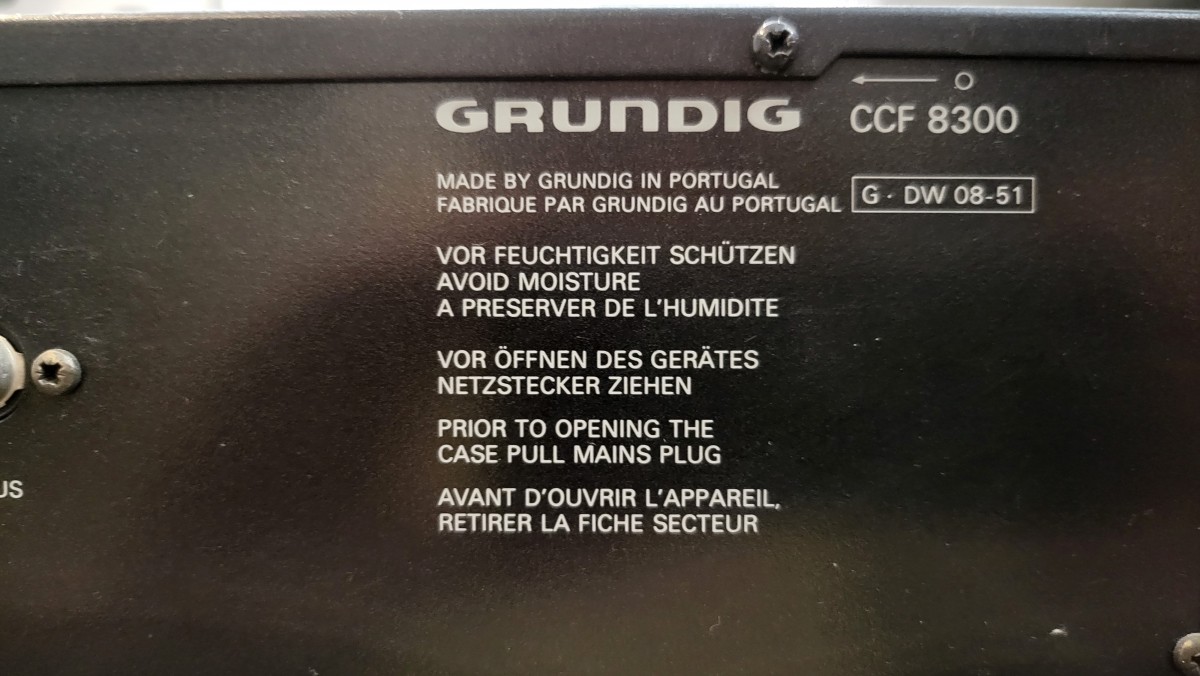 GRUNDIG CCF 8300
MADE BY GRUNDIG IN PORTUGAL
FABRIQUE PAR GRUNDIG AU PORTUGAL
G · DW 08-51
VOR FEUCHTIGKEIT SCHÜTZEN
AVOID MOISTURE
A PRESERVER DE L'HUMIDITE
VOR ÖFFNEN DES GERÄTES
NETZSTECKER ZIEHEN
PRIOR TO OPENING THE
CASE PULL MAINS PLUG
AVANT D'OUVRIR L'APPAREIL,
RETIRER LA FICHE SECTEUR